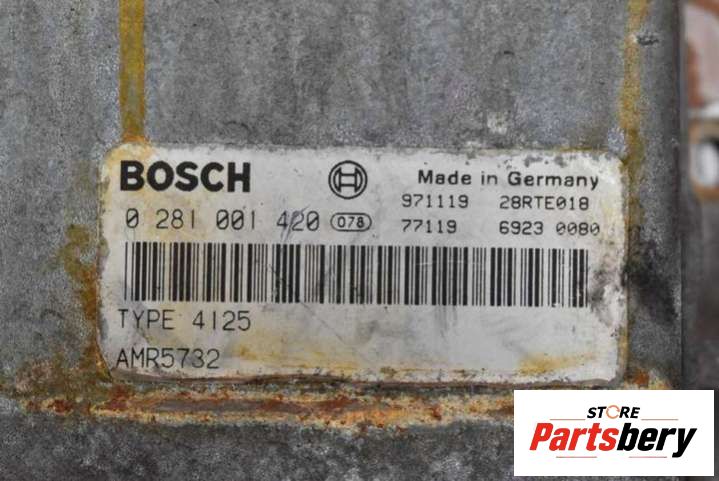 BOSCH Made in Germany
971119 28RTE018
0 281 001 420 078 77119 6923 0080
TYPE 4125
AMR5732
STORE
Partsbery